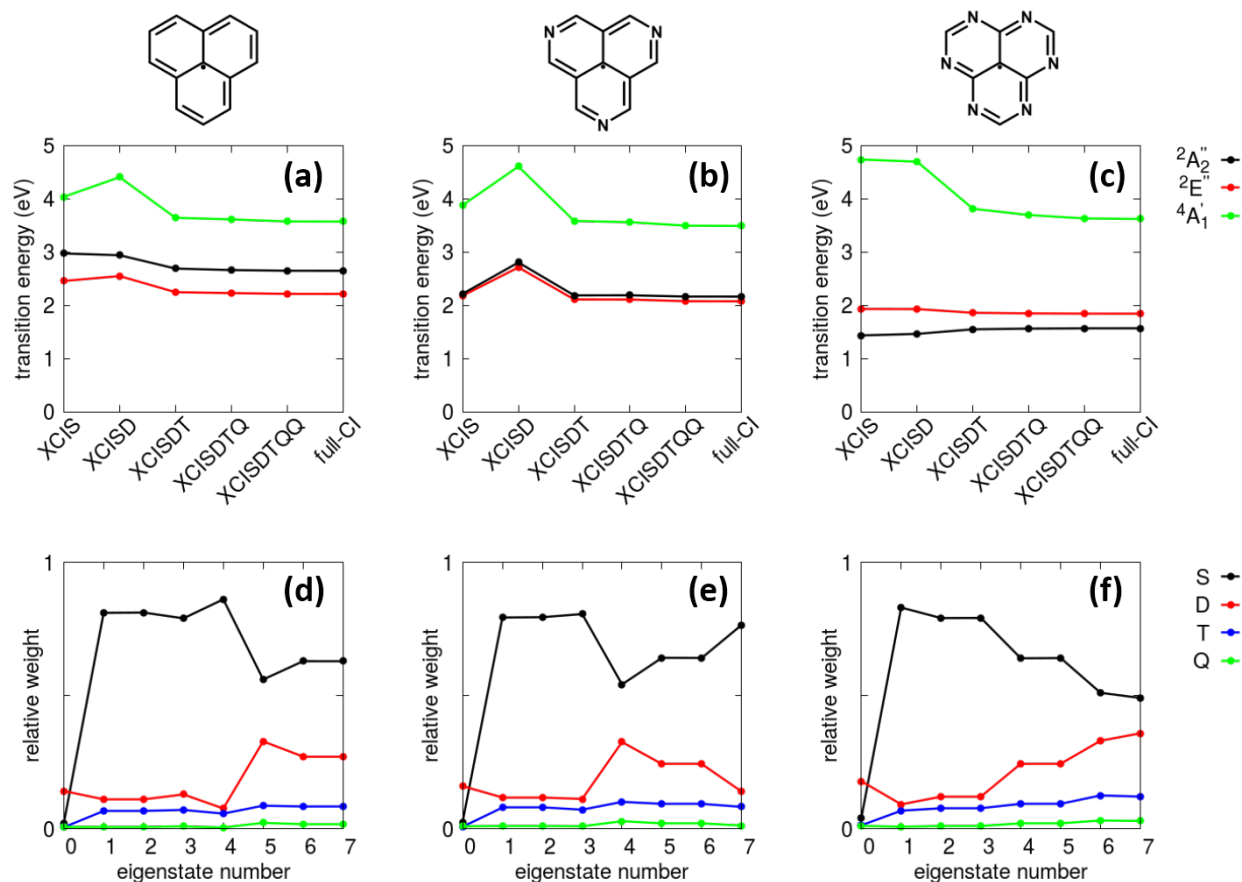 N N
N
N N
N N
N N
(a)
(b)
(c)
transition energy (eV)
5
4
3
2
1
0
XCIS XCISD XCISDT XCISDTQ XCISDTQQ full-CI
transition energy (eV)
5
4
3
2
1
0
XCIS XCISD XCISDT XCISDTQ XCISDTQQ full-CI
transition energy (eV)
5
4
3
2
1
0
XCIS XCISD XCISDT XCISDTQ XCISDTQQ full-CI
²A₂''
²E''
⁴A₁'
(d)
(e)
(f)
relative weight
1
0
0 1 2 3 4 5 6 7
eigenstate number
relative weight
1
0
0 1 2 3 4 5 6 7
eigenstate number
relative weight
1
0
0 1 2 3 4 5 6 7
eigenstate number
S
D
T
Q